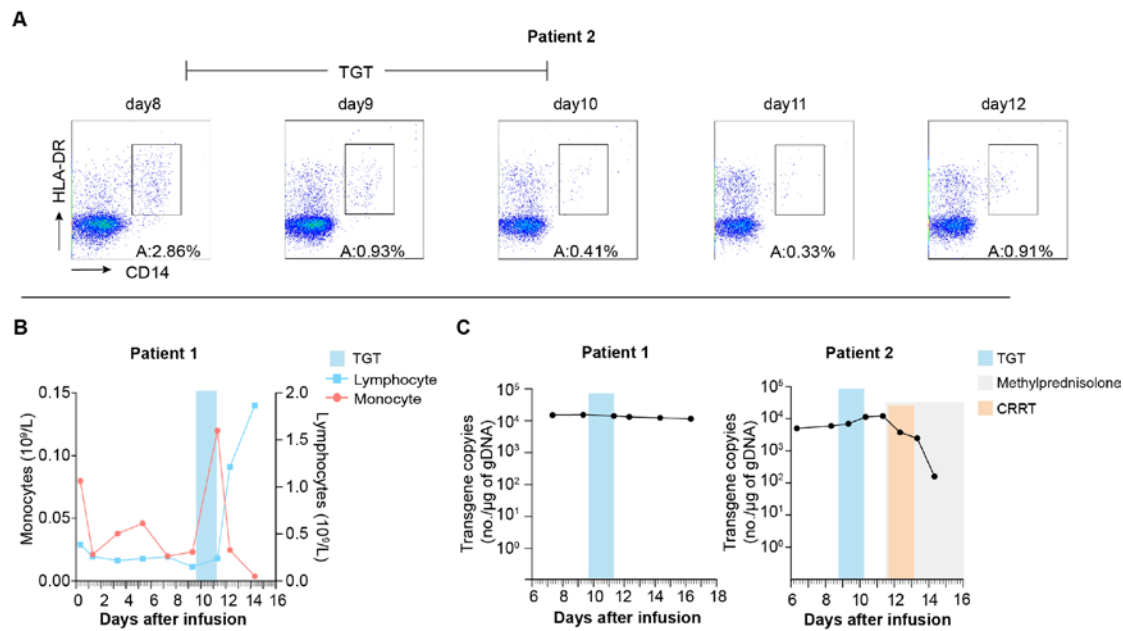 A
Patient 2
TGT
day8
day9
day10
day11
day12
HLA-DR
CD14
A:2.86%
A:0.93%
A:0.41%
A:0.33%
A:0.91%
B
Patient 1
TGT
Lymphocyte
Monocyte
Monocytes (10⁹/L)
0.15
0.10
0.05
0.00
2.0
1.5
1.0
0.5
0.0
Lymphocytes (10⁹/L)
0 2 4 6 8 10 12 14 16
Days after infusion
C
Patient 1
Transgene copyies
(no./μg of gDNA)
10⁵
10⁴
10³
10²
10¹
10⁰
6 8 10 12 14 16 18
Days after infusion
Patient 2
Transgene copyies
(no./μg of gDNA)
10⁵
10⁴
10³
10²
10¹
10⁰
6 8 10 12 14 16
Days after infusion
TGT
Methylprednisolone
CRRT